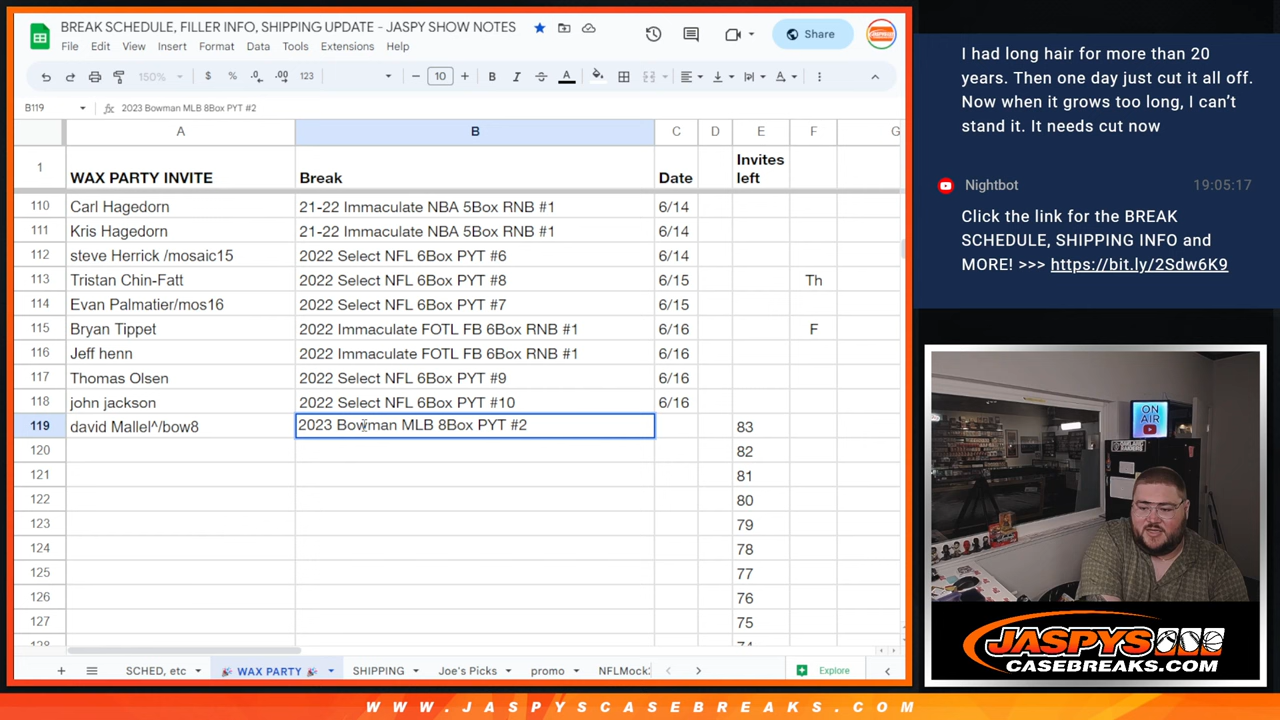 BREAK SCHEDULE, FILLER INFO, SHIPPING UPDATE - JASPY SHOW NOTES
Share
File Edit View Insert Format Data Tools Extensions Help
150% $ % .0 .00 123 10 B I A
B119 fx 2023 Bowman MLB 8Box PYT #2
A B C D E F G
1 WAX PARTY INVITE Break Date Invites left
110 Carl Hagedorn 21-22 Immaculate NBA 5Box RNB #1 6/14
111 Kris Hagedorn 21-22 Immaculate NBA 5Box RNB #1 6/14
112 steve Herrick /mosaic15 2022 Select NFL 6Box PYT #6 6/14
113 Tristan Chin-Fatt 2022 Select NFL 6Box PYT #8 6/15 Th
114 Evan Palmatier/mos16 2022 Select NFL 6Box PYT #7 6/15
115 Bryan Tippet 2022 Immaculate FOTL FB 6Box RNB #1 6/16 F
116 Jeff henn 2022 Immaculate FOTL FB 6Box RNB #1 6/16
117 Thomas Olsen 2022 Select NFL 6Box PYT #9 6/16
118 john jackson 2022 Select NFL 6Box PYT #10 6/16
119 david Mallel^/bow8 2023 Bowman MLB 8Box PYT #2 83
120 82
121 81
122 80
123 79
124 78
125 77
126 76
127 75
SCHED, etc WAX PARTY SHIPPING Joe's Picks promo NFLMock Explore
I had long hair for more than 20
years. Then one day just cut it all off.
Now when it grows too long, I can't
stand it. It needs cut now
Nightbot 19:05:17
Click the link for the BREAK
SCHEDULE, SHIPPING INFO and
MORE! >>> https://bit.ly/2Sdw6K9
ON
AIR
JASPYS
CASEBREAKS.COM
WWW.JASPYSCASEBREAKS.COM